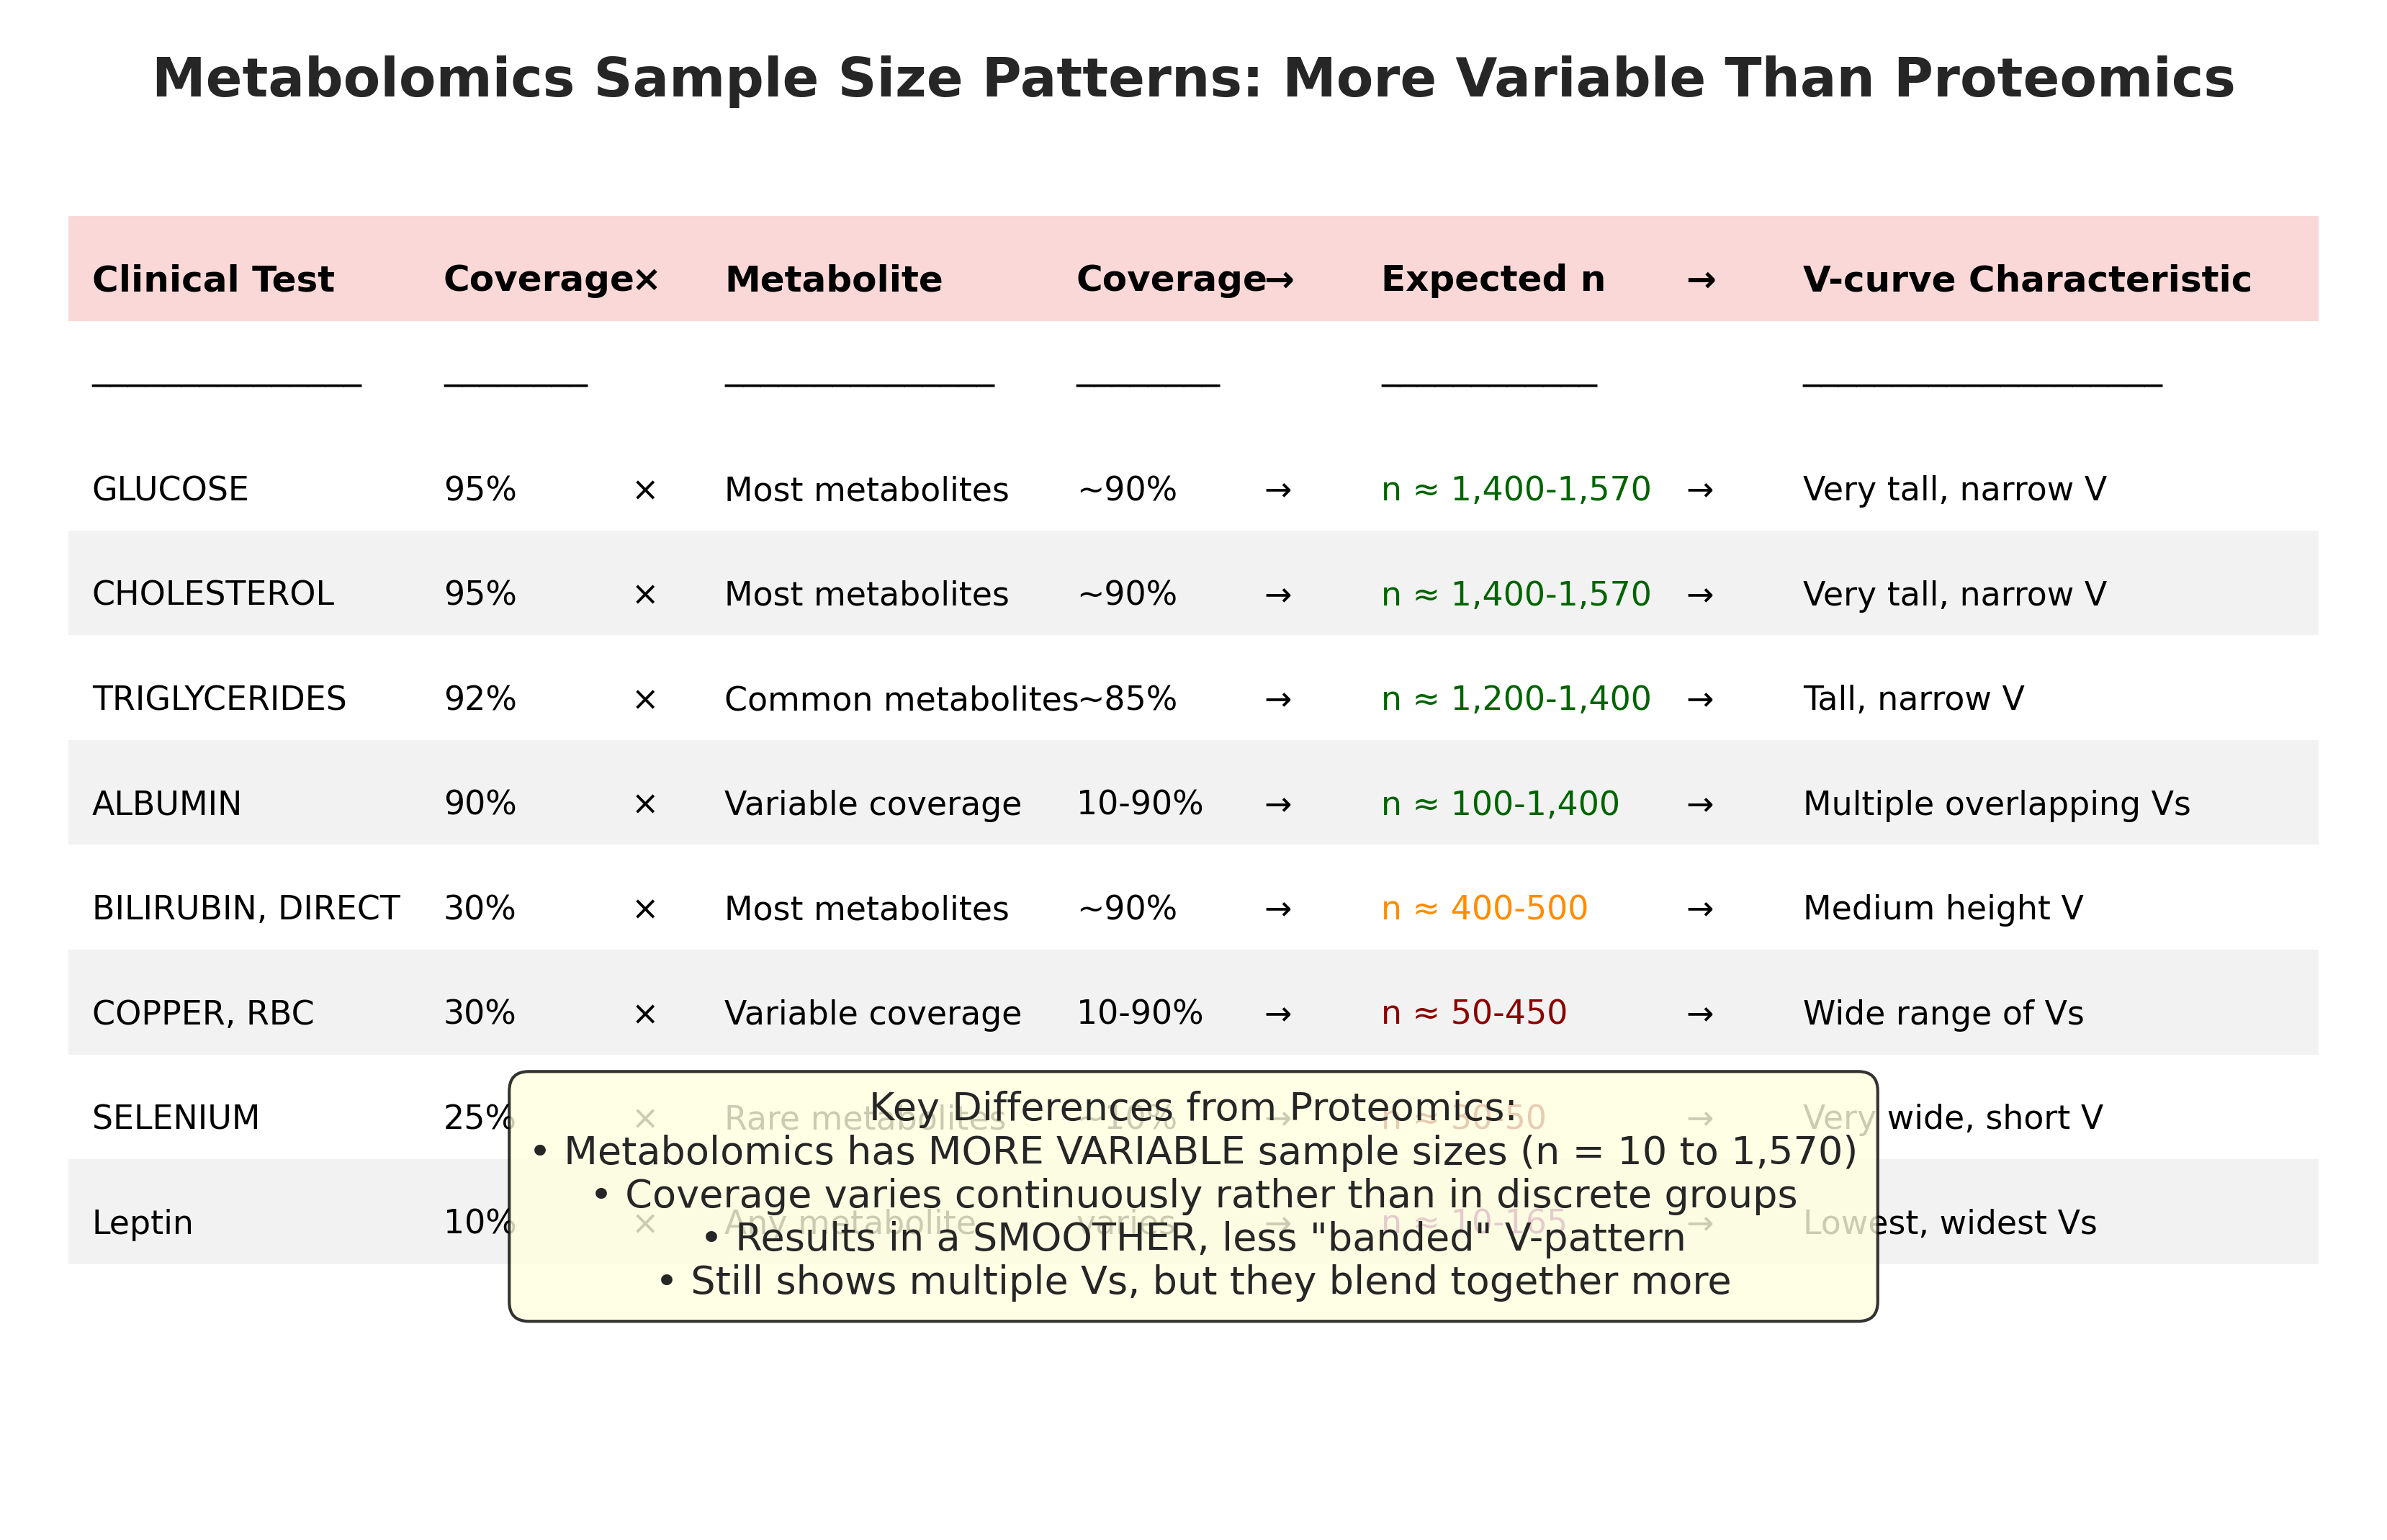 Metabolomics Sample Size Patterns: More Variable Than Proteomics
Clinical Test Coverage× Metabolite Coverage→ Expected n → V-curve Characteristic
GLUCOSE 95% × Most metabolites ~90% → n ≈ 1,400-1,570 → Very tall, narrow V
CHOLESTEROL 95% × Most metabolites ~90% → n ≈ 1,400-1,570 → Very tall, narrow V
TRIGLYCERIDES 92% × Common metabolites ~85% → n ≈ 1,200-1,400 → Tall, narrow V
ALBUMIN 90% × Variable coverage 10-90% → n ≈ 100-1,400 → Multiple overlapping Vs
BILIRUBIN, DIRECT 30% × Most metabolites ~90% → n ≈ 400-500 → Medium height V
COPPER, RBC 30% × Variable coverage 10-90% → n ≈ 50-450 → Wide range of Vs
SELENIUM 25% × Rare metabolites ~10% → n ≈ 30-50 → Very wide, short V
Leptin 10% × Any metabolite varies → n ≈ 10-165 → Lowest, widest Vs
Key Differences from Proteomics:
• Metabolomics has MORE VARIABLE sample sizes (n = 10 to 1,570)
• Coverage varies continuously rather than in discrete groups
• Results in a SMOOTHER, less "banded" V-pattern
• Still shows multiple Vs, but they blend together more